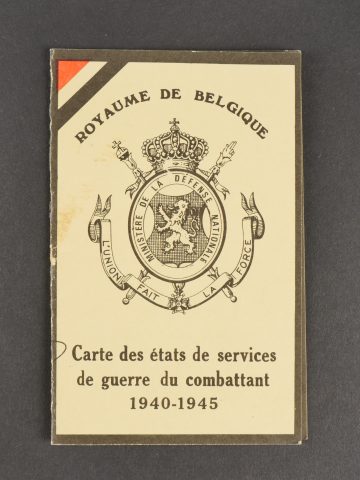 ROYAUME DE BELGIQUE
MINISTÈRE DE LA DÉFENSE NATIONALE
L'UNION FAIT LA FORCE
Carte des états de services
de guerre du combattant
1940-1945